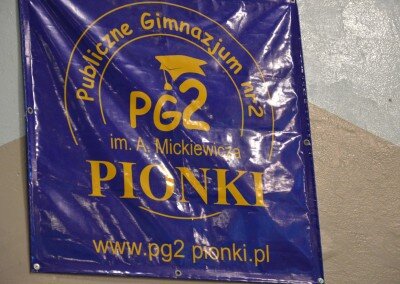 Publiczne Gimnazjum nr 2
PG2
im. A. Mickiewicza
PIONKI
www.pg2 pionki.pl